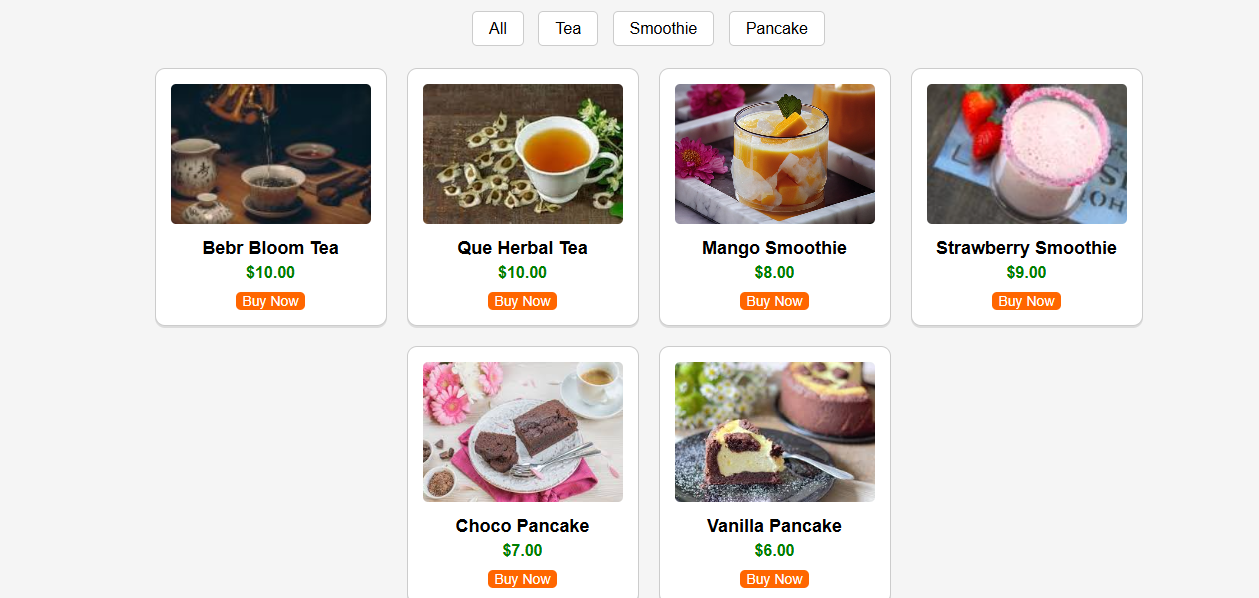 All
Tea
Smoothie
Pancake
Bebr Bloom Tea
$10.00
Buy Now
Que Herbal Tea
$10.00
Buy Now
Mango Smoothie
$8.00
Buy Now
Strawberry Smoothie
$9.00
Buy Now
Choco Pancake
$7.00
Buy Now
Vanilla Pancake
$6.00
Buy Now